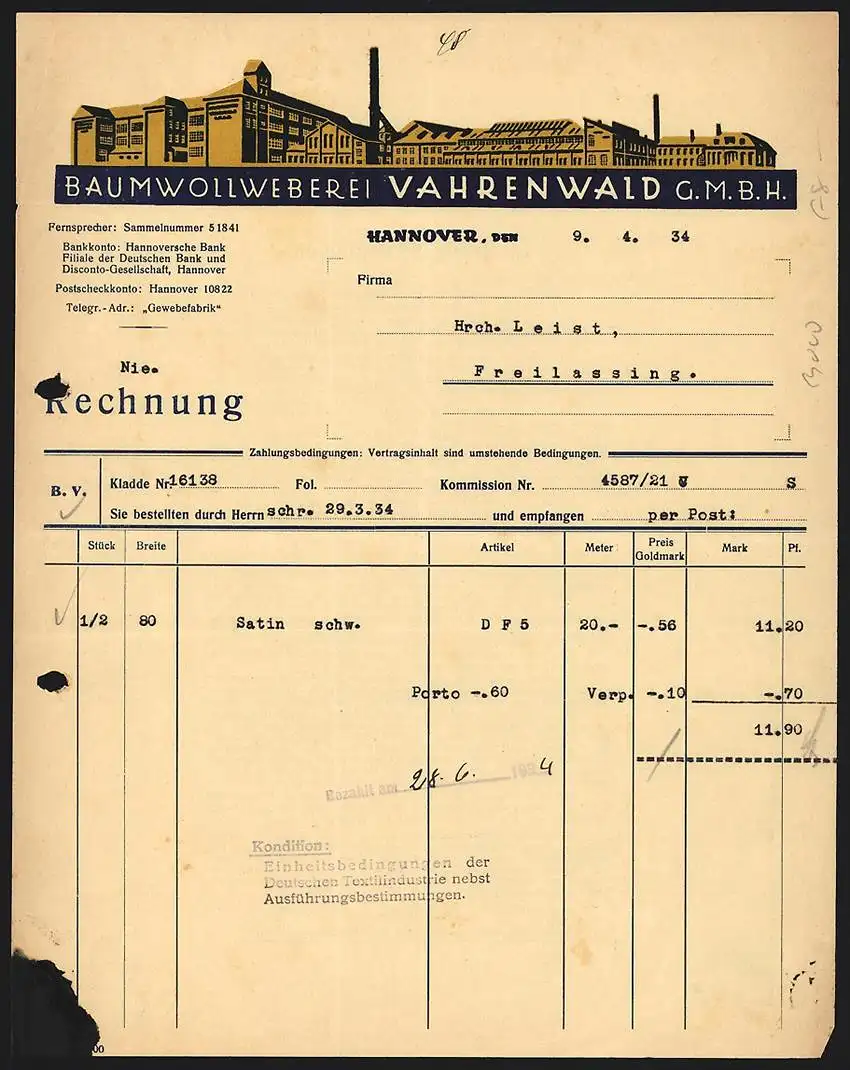 48
BAUMWOLLWEBEREI VAHRENWALD G.M.B.H.
Fernsprecher: Sammelnummer 51841
Bankkonto: Hannoversche Bank
Filiale der Deutschen Bank und
Disconto-Gesellschaft, Hannover
Postscheckkonto: Hannover 10822
Telegr.-Adr.: „Gewebefabrik“
HANNOVER, DEN 9. 4. 34
Firma
Hrch. Leist,
Freilassing.
Nie.
Rechnung
Zahlungsbedingungen: Vertragsinhalt sind umstehende Bedingungen.
B. V. Kladde Nr. 16138 Fol. Kommission Nr. 4587/21 S
Sie bestellten durch Herrn schr. 29.3.34 und empfangen per Post:
Stück Breite Artikel Meter Preis Goldmark Mark Pf.
1/2 80 Satin schw. D F 5 20.- -.56 11.20
Porto -.60 Verp. -.10 -.70
11.90
Bezahlt am 28. 6. 1934
Kondition:
Einheitsbedingungen der
Deutschen Textilindustrie nebst
Ausführungsbestimmungen.
00